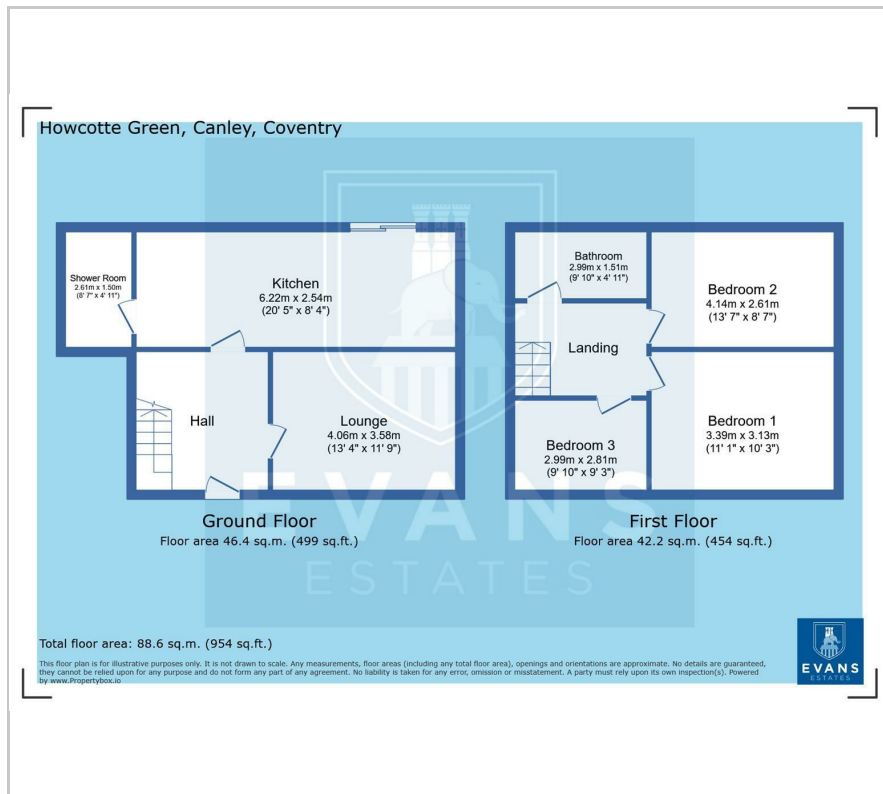 Howcotte Green, Canley, Coventry
Shower Room
2.61m x 1.50m
(8' 7" x 4' 11")
Kitchen
6.22m x 2.54m
(20' 5" x 8' 4")
Hall
Lounge
4.06m x 3.58m
(13' 4" x 11' 9")
Ground Floor
Floor area 46.4 sq.m. (499 sq.ft.)
Bathroom
2.99m x 1.51m
(9' 10" x 4' 11")
Bedroom 2
4.14m x 2.61m
(13' 7" x 8' 7")
Landing
Bedroom 3
2.99m x 2.81m
(9' 10" x 9' 3")
Bedroom 1
3.39m x 3.13m
(11' 1" x 10' 3")
First Floor
Floor area 42.2 sq.m. (454 sq.ft.)
EVANS
ESTATES
Total floor area: 88.6 sq.m. (954 sq.ft.)
This floor plan is for illustrative purposes only. It is not drawn to scale. Any measurements, floor areas (including any total floor area), openings and orientations are approximate. No details are guaranteed,
they cannot be relied upon for any purpose and do not form any part of any agreement. No liability is taken for any error, omission or misstatement. A party must rely upon its own inspection(s). Powered
by www.Propertybox.io
EVANS
ESTATES